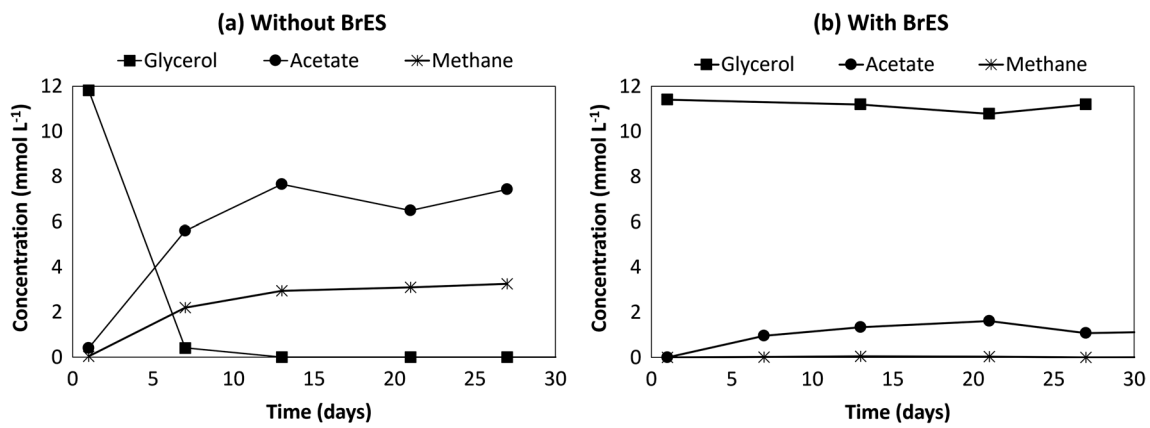 (a) Without BrES
Glycerol Acetate Methane
12
10
8
6
4
2
0
0 5 10 15 20 25 30
Concentration (mmol L-1)
Time (days)
(b) With BrES
Glycerol Acetate Methane
12
10
8
6
4
2
0
0 5 10 15 20 25 30
Concentration (mmol L-1)
Time (days)